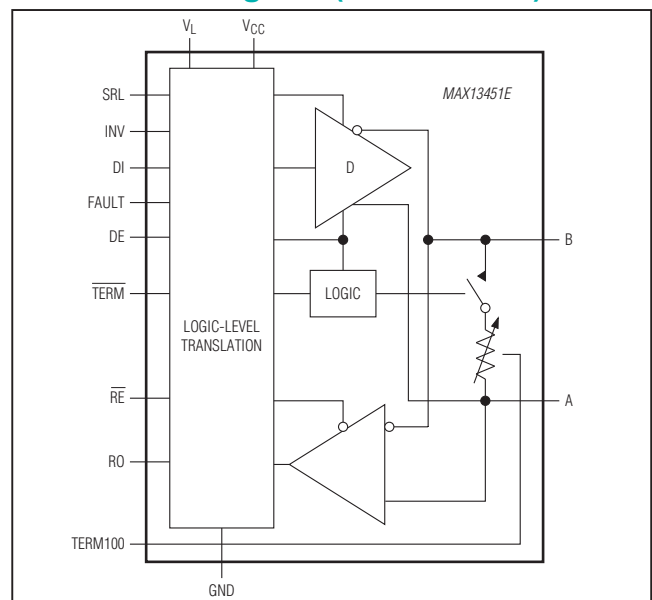 VL VCC
MAX13451E
SRL
INV
DI
D
FAULT
DE
B
TERM
LOGIC
LOGIC-LEVEL
TRANSLATION
RE
A
RO
TERM100
GND